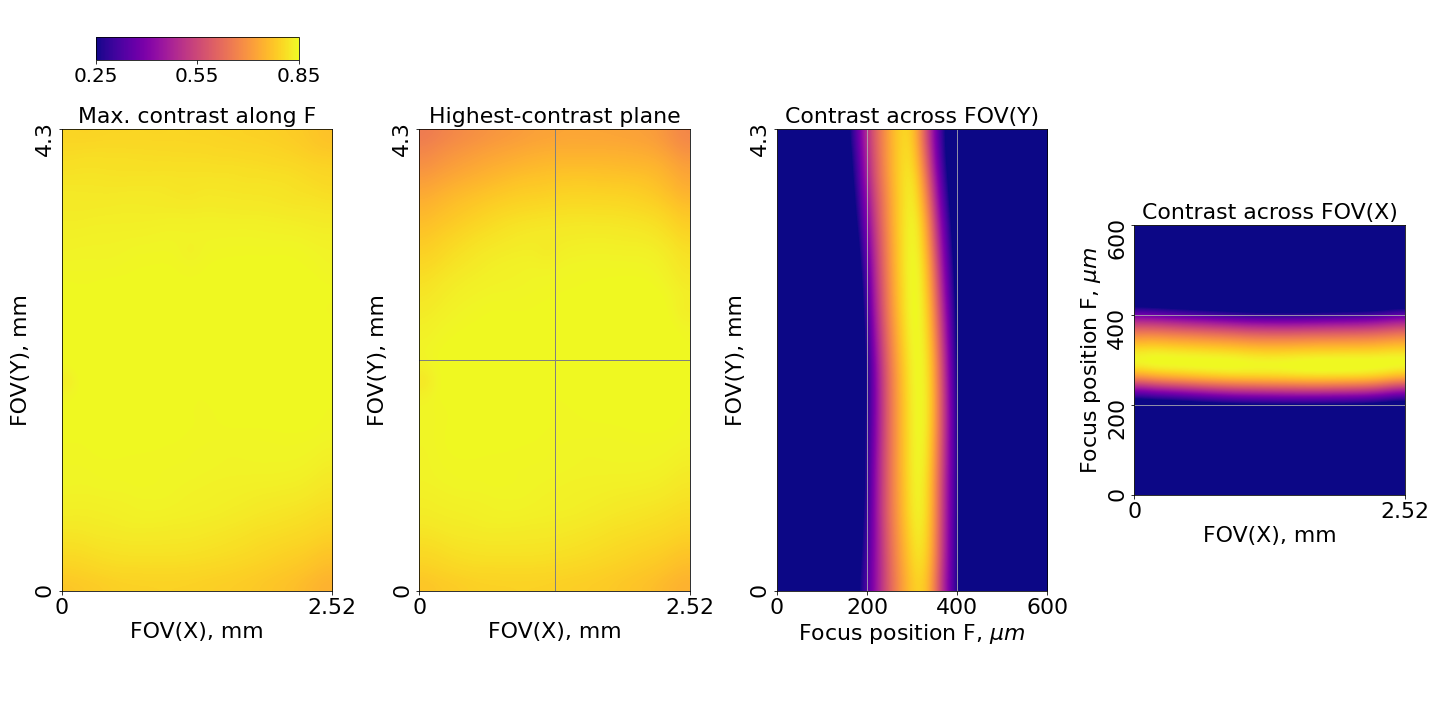 0.25 0.55 0.85
Max. contrast along F
4.3
FOV(Y), mm
0
0 2.52
FOV(X), mm
Highest-contrast plane
4.3
FOV(Y), mm
0
0 2.52
FOV(X), mm
Contrast across FOV(Y)
4.3
FOV(Y), mm
0
0 200 400 600
Focus position F, μm
Contrast across FOV(X)
600
400
200
0
Focus position F, μm
0 2.52
FOV(X), mm